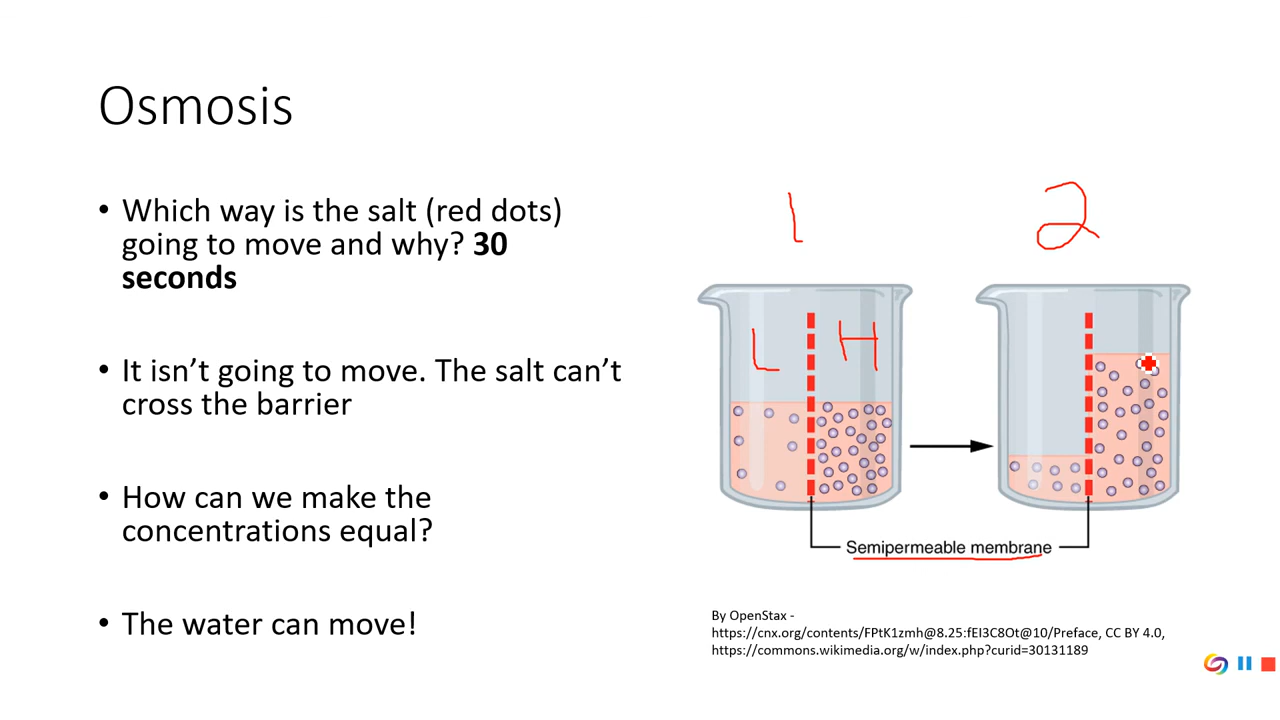 Osmosis
• Which way is the salt (red dots)
going to move and why? 30
seconds
• It isn’t going to move. The salt can’t
cross the barrier
• How can we make the
concentrations equal?
• The water can move!
1
2
L
H
Semipermeable membrane
By OpenStax -
https://cnx.org/contents/FPtK1zmh@8.25:fEI3C8Ot@10/Preface, CC BY 4.0,
https://commons.wikimedia.org/w/index.php?curid=30131189